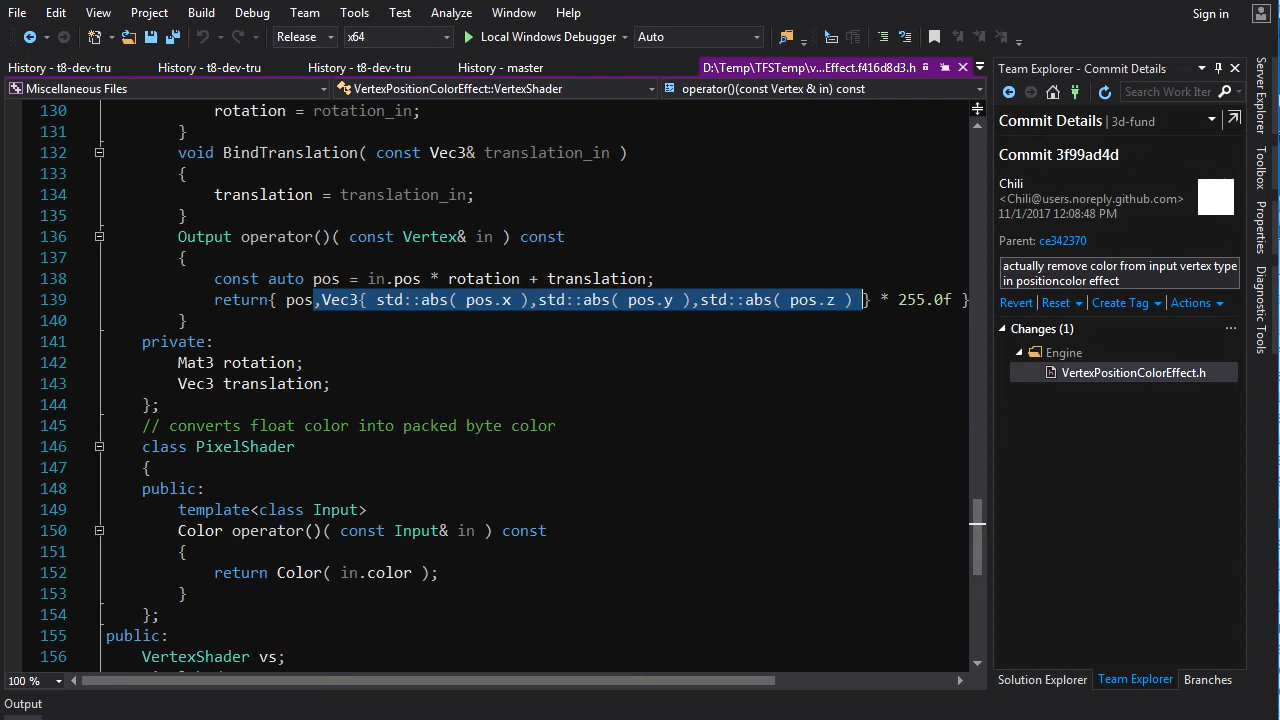 File Edit View Project Build Debug Team Tools Test Analyze Window Help
Sign in
Release x64 Local Windows Debugger Auto
History - t8-dev-tru History - t8-dev-tru History - t8-dev-tru History - master D:\Temp\TFSTemp\v...Effect.f416d8d3.h
Miscellaneous Files VertexPositionColorEffect::VertexShader operator()(const Vertex & in) const
130 rotation = rotation_in;
131 }
132 void BindTranslation( const Vec3& translation_in )
133 {
134 translation = translation_in;
135 }
136 Output operator()( const Vertex& in ) const
137 {
138 const auto pos = in.pos * rotation + translation;
139 return{ pos,Vec3{ std::abs( pos.x ),std::abs( pos.y ),std::abs( pos.z ) } * 255.0f }
140 }
141 private:
142 Mat3 rotation;
143 Vec3 translation;
144 };
145 // converts float color into packed byte color
146 class PixelShader
147 {
148 public:
149 template<class Input>
150 Color operator()( const Input& in ) const
151 {
152 return Color( in.color );
153 }
154 };
155 public:
156 VertexShader vs;
100 %
Output
Team Explorer - Commit Details
Search Work Iter
Commit Details | 3d-fund
Commit 3f99ad4d
Chili
<Chili@users.noreply.github.com>
11/1/2017 12:08:48 PM
Parent: ce342370
actually remove color from input vertex type
in positioncolor effect
Revert Reset Create Tag Actions
Changes (1)
Engine
VertexPositionColorEffect.h
Solution Explorer Team Explorer Branches
Server Explorer
Toolbox
Properties
Diagnostic Tools